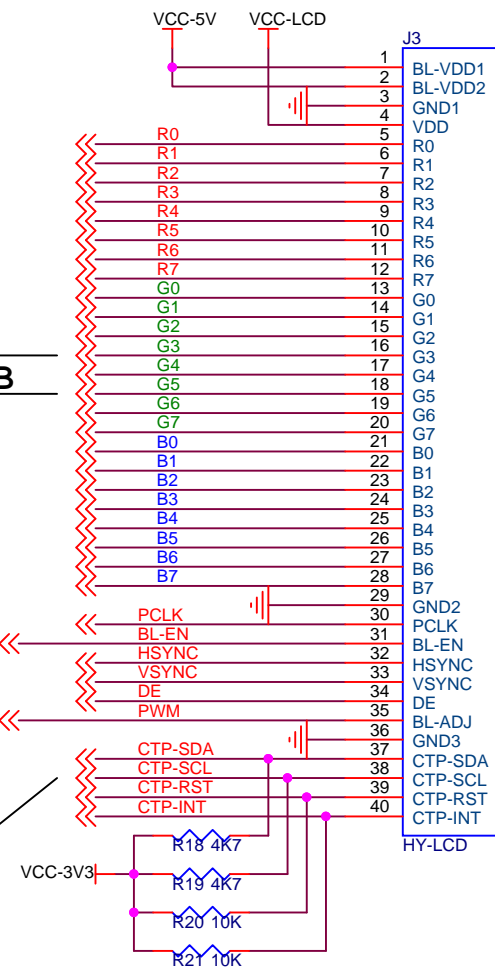 VCC-5V VCC-LCD
J3
1 BL-VDD1
2 BL-VDD2
3 GND1
4 VDD
R0 5 R0
R1 6 R1
R2 7 R2
R3 8 R3
R4 9 R4
R5 10 R5
R6 11 R6
R7 12 R7
G0 13 G0
G1 14 G1
G2 15 G2
G3 16 G3
G4 17 G4
B
G5 18 G5
G6 19 G6
G7 20 G7
B0 21 B0
B1 22 B1
B2 23 B2
B3 24 B3
B4 25 B4
B5 26 B5
B6 27 B6
B7 28 B7
29 GND2
PCLK 30 PCLK
BL-EN 31 BL-EN
HSYNC 32 HSYNC
VSYNC 33 VSYNC
DE 34 DE
PWM 35 BL-ADJ
36 GND3
CTP-SDA 37 CTP-SDA
CTP-SCL 38 CTP-SCL
CTP-RST 39 CTP-RST
CTP-INT 40 CTP-INT
HY-LCD
R18 4K7
VCC-3V3
R19 4K7
R20 10K
R21 10K